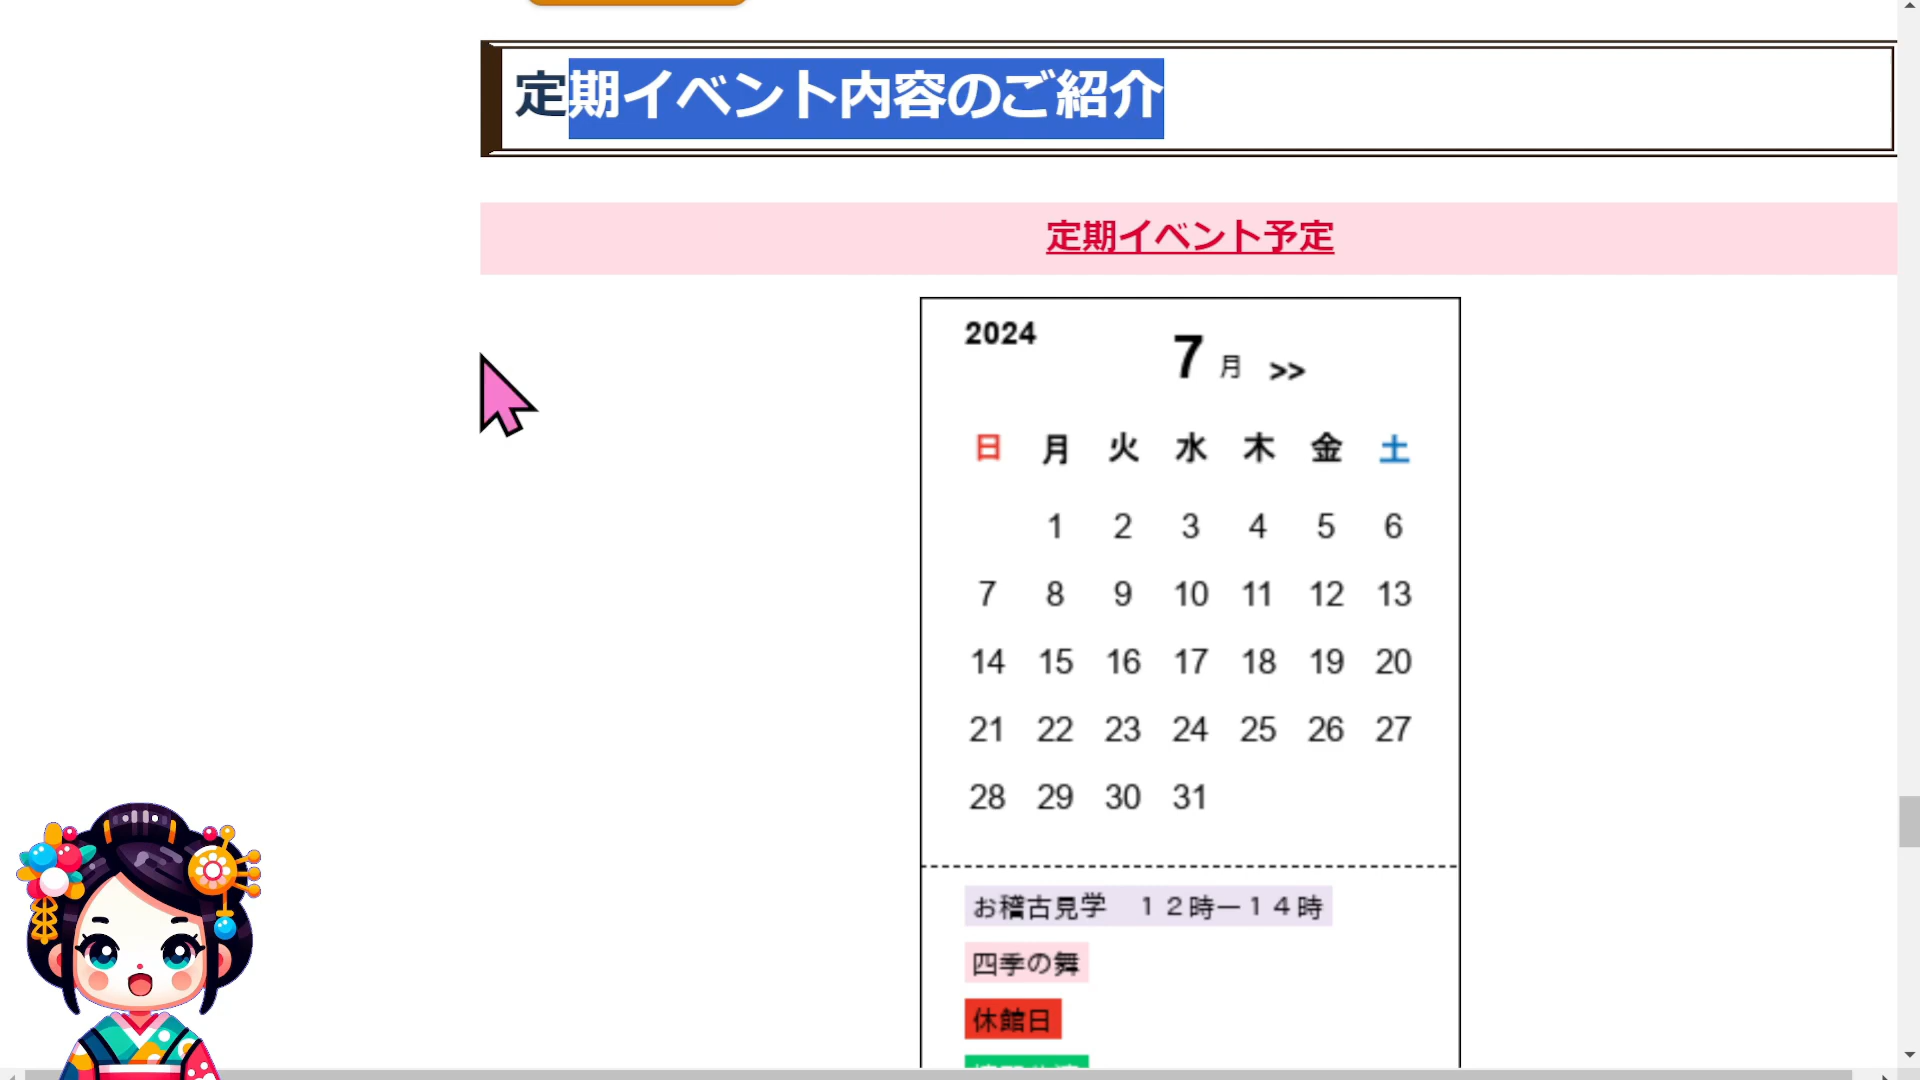 定期イベント内容のご紹介
定期イベント予定
2024
7 月 >>
日 月 火 水 木 金 土
1 2 3 4 5 6
7 8 9 10 11 12 13
14 15 16 17 18 19 20
21 22 23 24 25 26 27
28 29 30 31
お稽古見学　１２時ー１４時
四季の舞
休館日